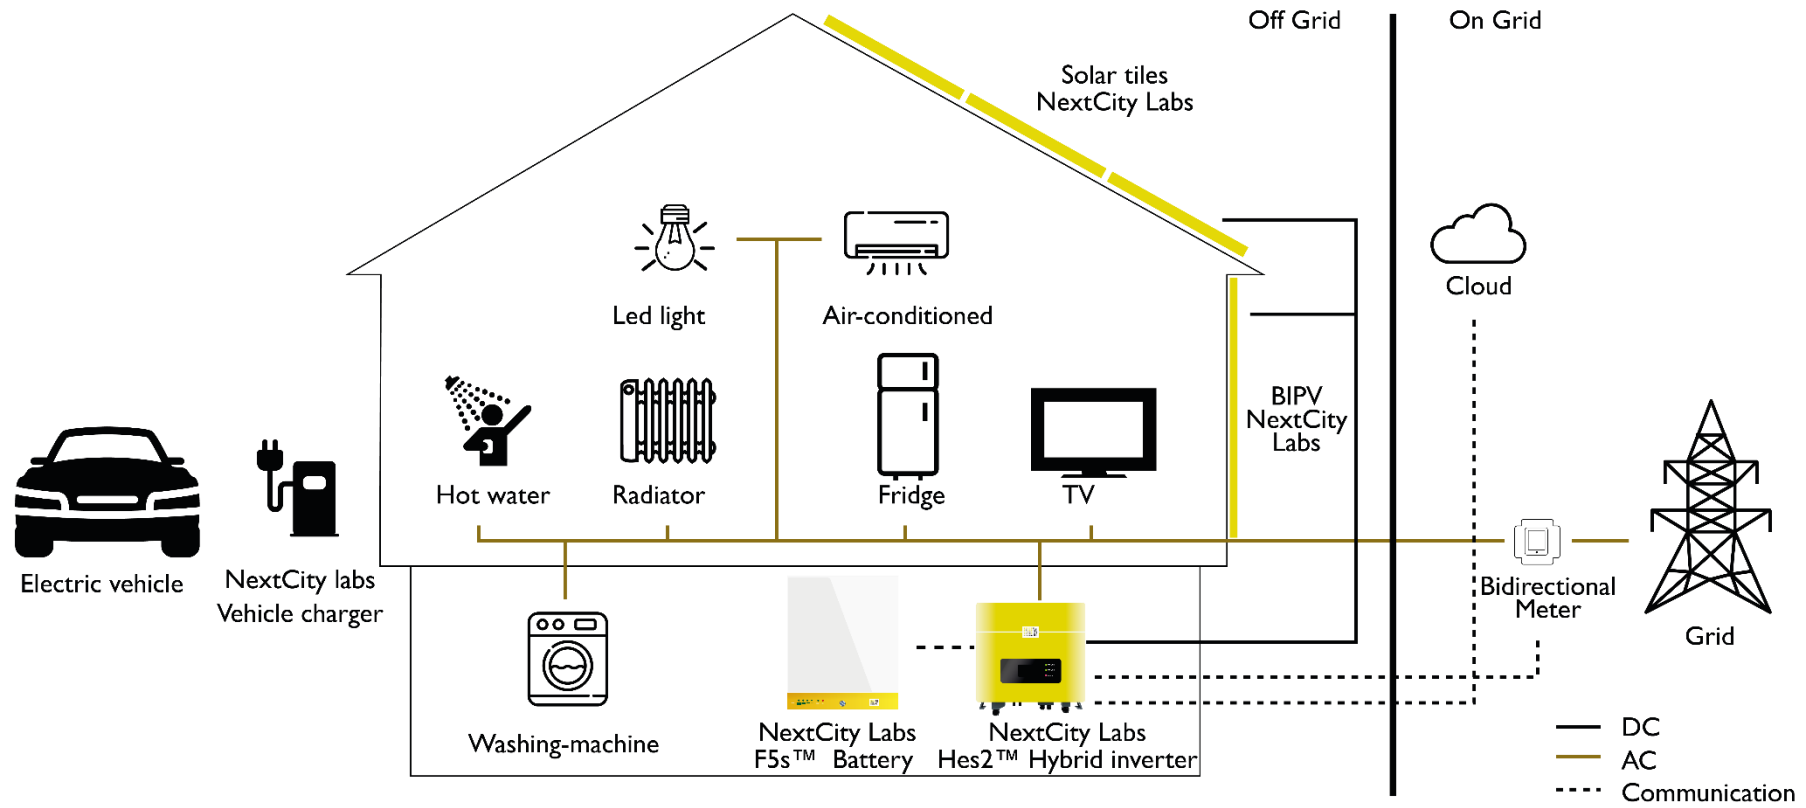 Off Grid
On Grid
Solar tiles
NextCity Labs
Led light
Air-conditioned
Cloud
BIPV
NextCity
Labs
Hot water
Radiator
Fridge
TV
Electric vehicle
NextCity labs
Vehicle charger
Bidirectional
Meter
Grid
Washing-machine
NextCity Labs
F5s™ Battery
NextCity Labs
Hes2™ Hybrid inverter
DC
AC
Communication